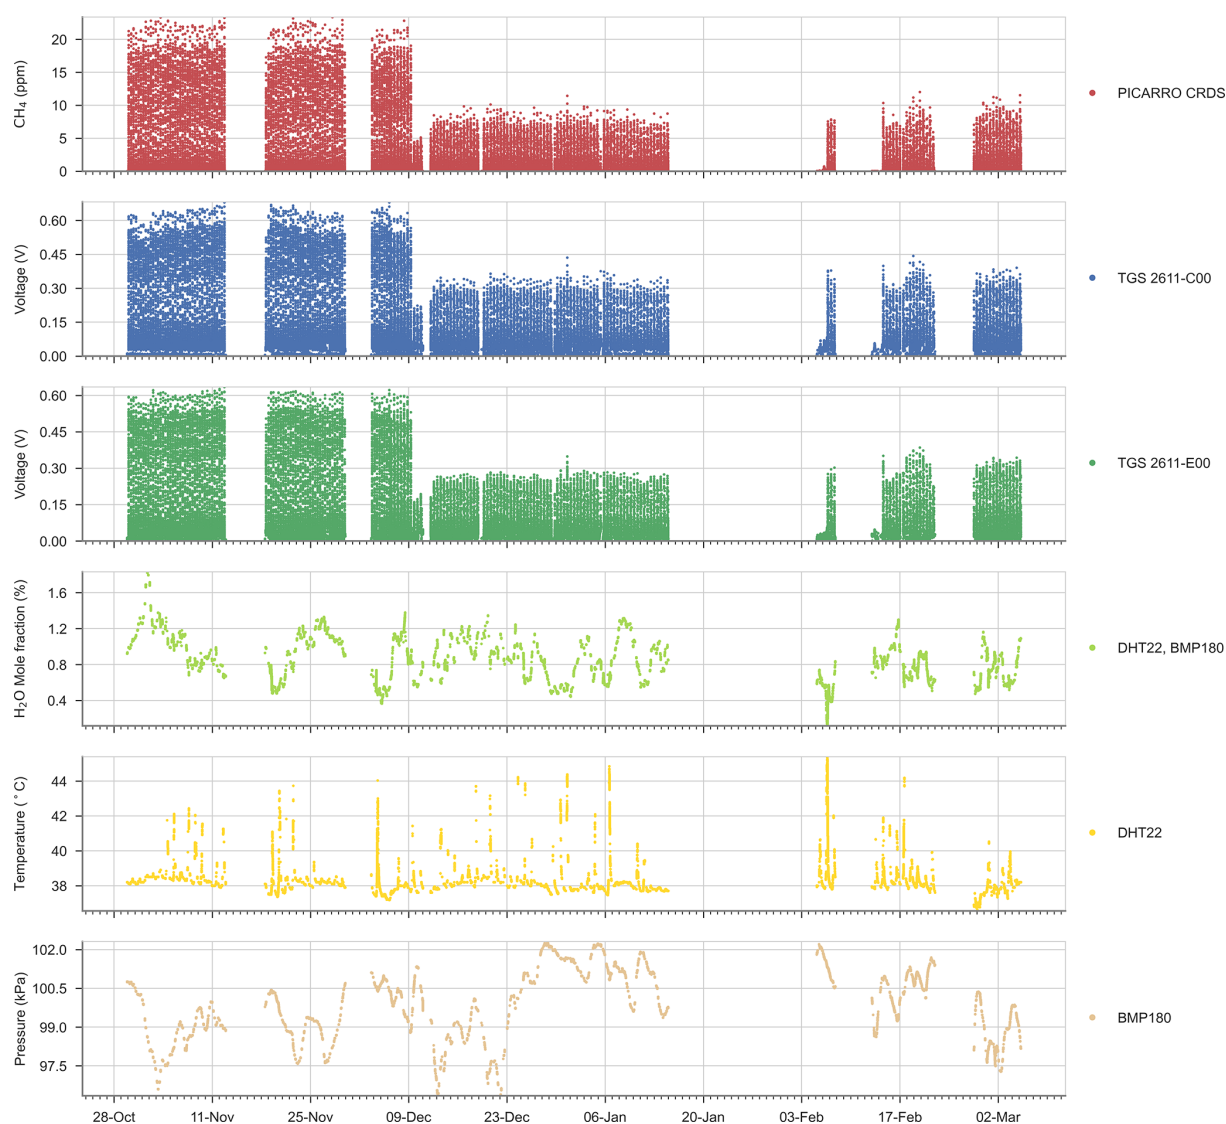 CH4 (ppm)
20
15
10
5
0
PICARRO CRDS
Voltage (V)
0.60
0.45
0.30
0.15
0.00
TGS 2611-C00
Voltage (V)
0.60
0.45
0.30
0.15
0.00
TGS 2611-E00
H2O Mole fraction (%)
1.6
1.2
0.8
0.4
DHT22, BMP180
Temperature (°C)
44
42
40
38
DHT22
Pressure (kPa)
102.0
100.5
99.0
97.5
BMP180
28-Oct 11-Nov 25-Nov 09-Dec 23-Dec 06-Jan 20-Jan 03-Feb 17-Feb 02-Mar